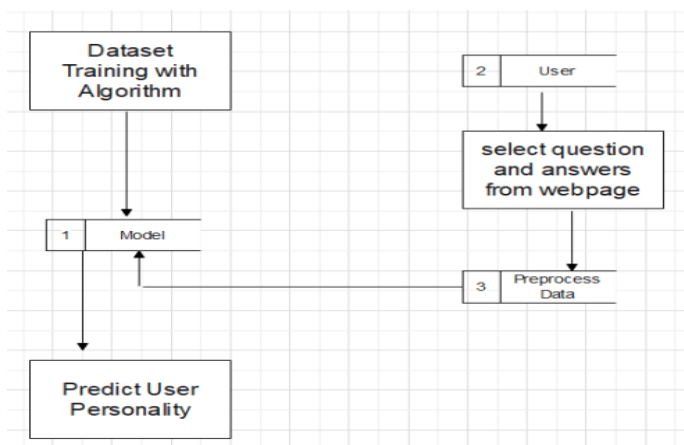 Dataset
Training with
Algorithm
2 User
select question
and answers
from webpage
1 Model
3 Preprocess
Data
Predict User
Personality